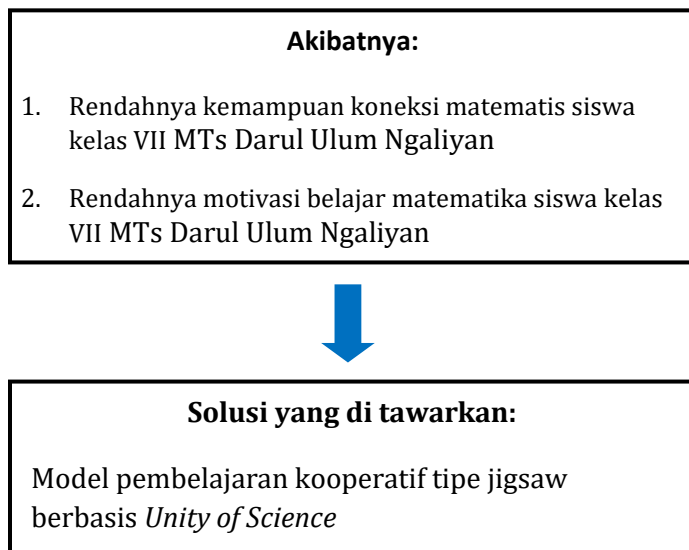 Akibatnya:
1. Rendahnya kemampuan koneksi matematis siswa
kelas VII MTs Darul Ulum Ngaliyan
2. Rendahnya motivasi belajar matematika siswa kelas
VII MTs Darul Ulum Ngaliyan
Solusi yang di tawarkan:
Model pembelajaran kooperatif tipe jigsaw
berbasis Unity of Science